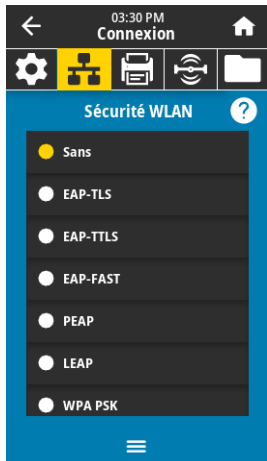 03:30 PM
Connexion
Sécurité WLAN
?
Sans
EAP-TLS
EAP-TTLS
EAP-FAST
PEAP
LEAP
WPA PSK